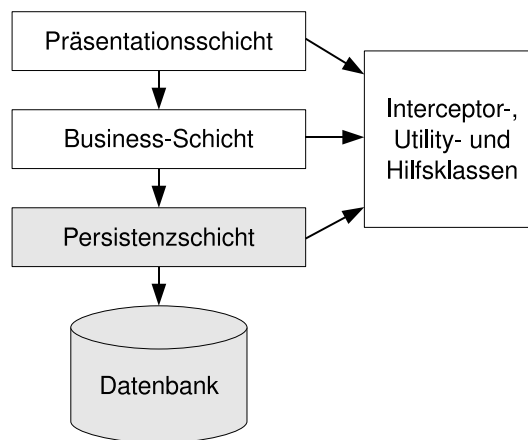 Präsentationsschicht
Business-Schicht
Persistenzschicht
Datenbank
Interceptor-,
Utility- und
Hilfsklassen